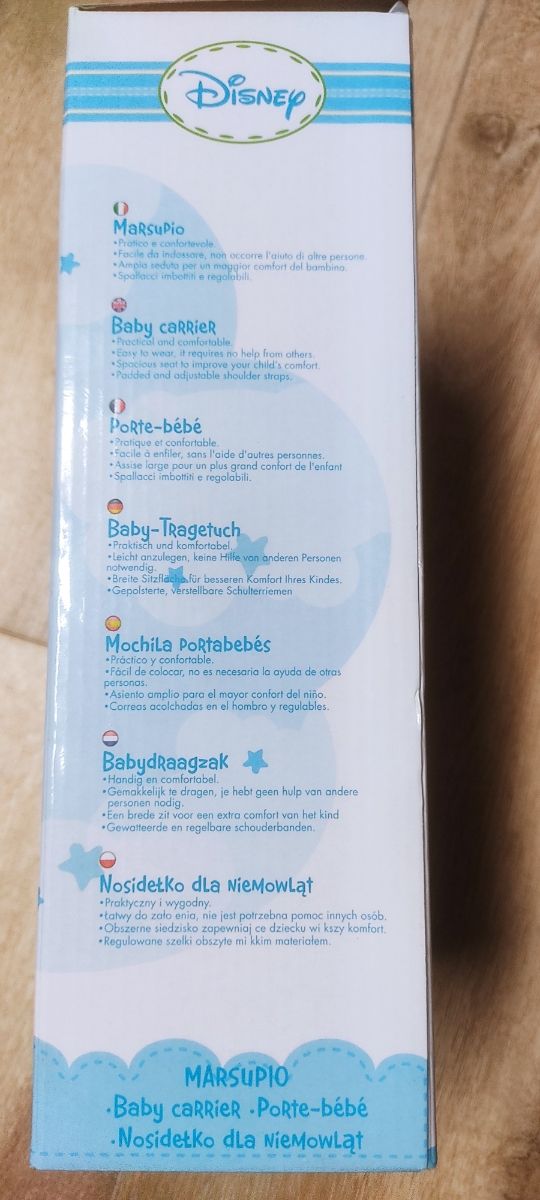 Disney
Marsupio
•Pratico e confortevole.
•Facile da indossare, non occorre l'aiuto di altre persone.
•Ampia seduta per un maggior comfort del bambino.
•Spallacci imbottiti e regolabili.
Baby carrier
•Practical and comfortable.
•Easy to wear, it requires no help from others.
•Spacious seat to improve your child's comfort.
•Padded and adjustable shoulder straps.
Porte-bébé
•Pratique et confortable.
•Facile à enfiler, sans l'aide d'autres personnes.
•Assise large pour un plus grand confort de l'enfant
•Spallacci imbottiti e regolabili.
Baby-Tragetuch
•Praktisch und komfortabel.
•Leicht anzulegen, keine Hilfe von anderen Personen
notwendig.
•Breite Sitzfläche für besseren Komfort Ihres Kindes.
•Gepolsterte, verstellbare Schulterriemen
Mochila portabebés
•Práctico y confortable.
•Fácil de colocar, no es necesaria la ayuda de otras
personas.
•Asiento amplio para el mayor confort del niño.
•Correas acolchadas en el hombro y regulables.
Babydraagzak
•Handig en comfortabel.
•Gemakkelijk te dragen, je hebt geen hulp van andere
personen nodig.
•Een brede zit voor een extra comfort van het kind
•Gewatteerde en regelbare schouderbanden.
Nosidełko dla niemowląt
•Praktyczny i wygodny.
•Łatwy do zało enia, nie jest potrzebna pomoc innych osób.
•Obszerne siedzisko zapewniaj ce dziecku wi kszy komfort.
•Regulowane szelki obszyte mi kkim materiałem.
MARSUPIO
•Baby carrier •Porte-bébé
•Nosidełko dla niemowląt